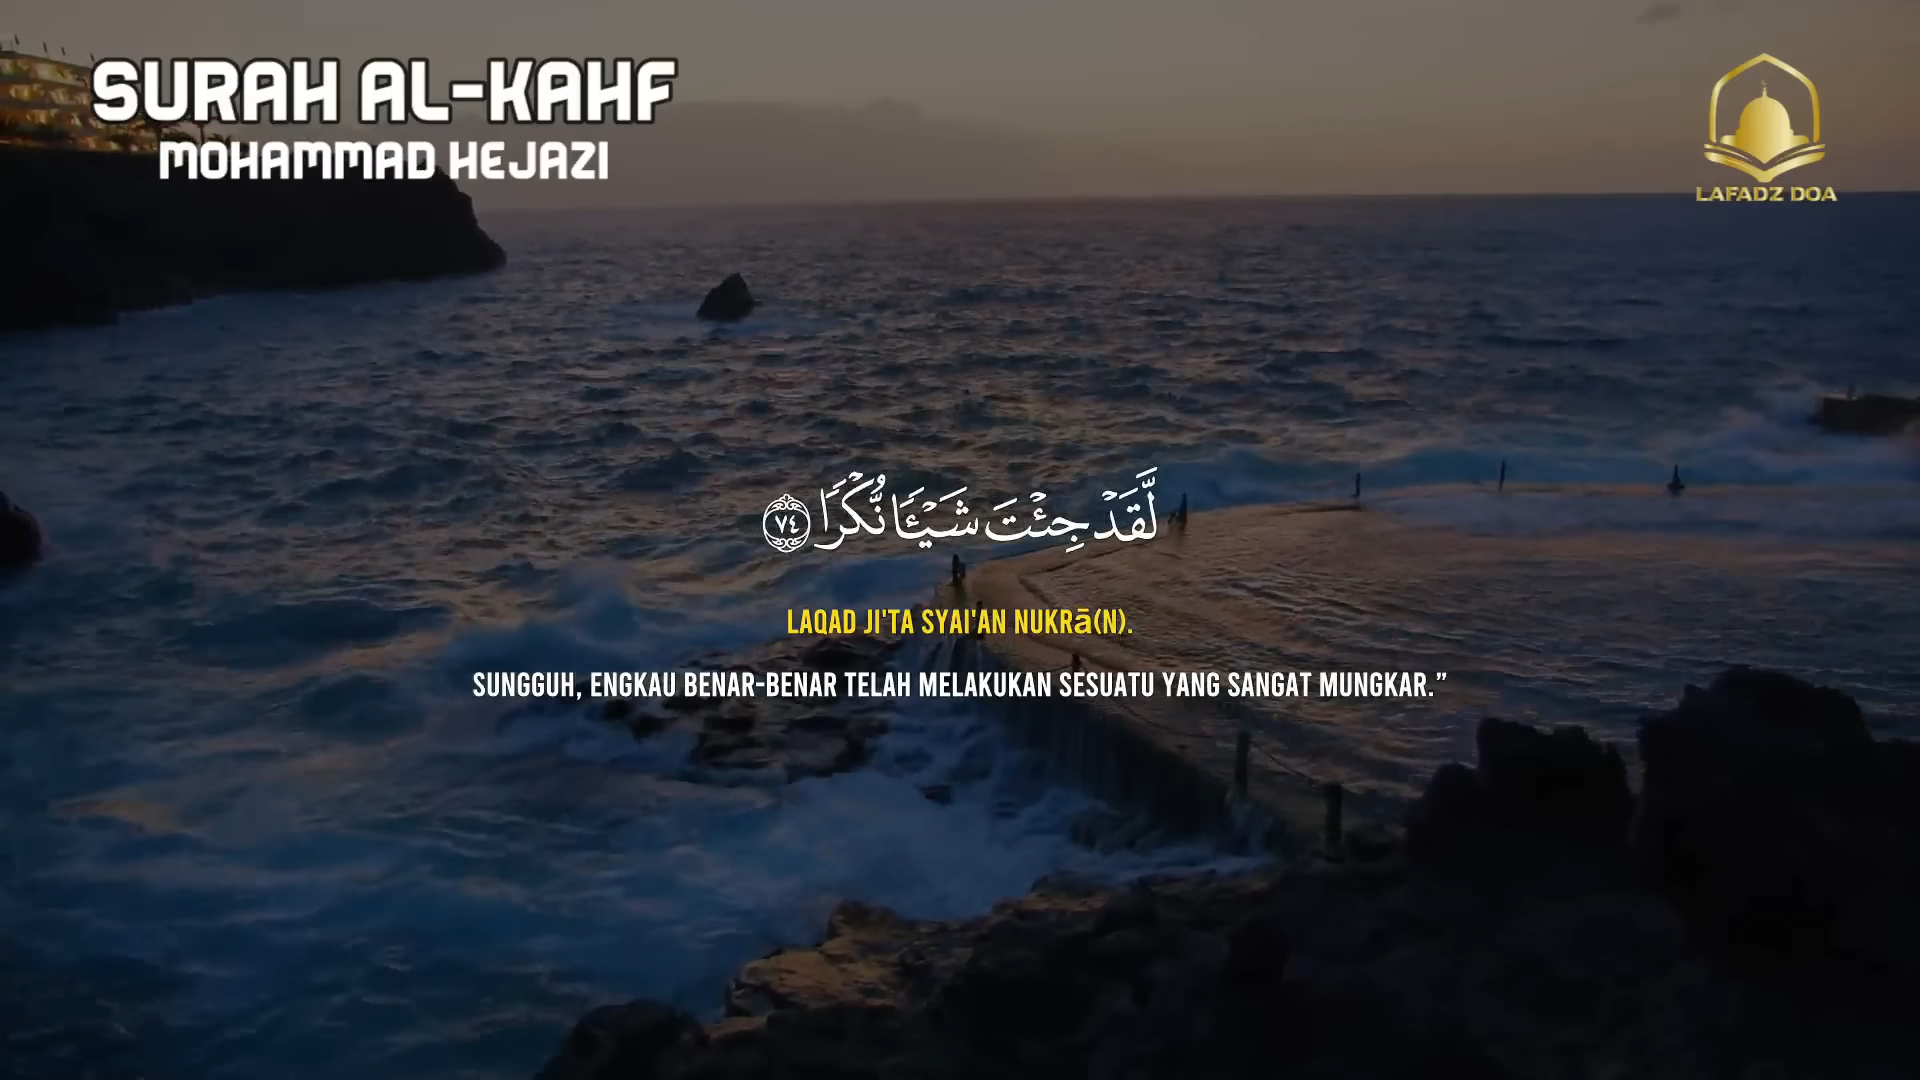 SURAH AL-KAHF
MOHAMMAD HEJAZI
LAFADZ DOA
لَّقَدْ جِئْتَ شَيْـًٔا نُّكْرًا ٧٤
LAQAD JI'TA SYAI'AN NUKRā(N).
SUNGGUH, ENGKAU BENAR-BENAR TELAH MELAKUKAN SESUATU YANG SANGAT MUNGKAR.”